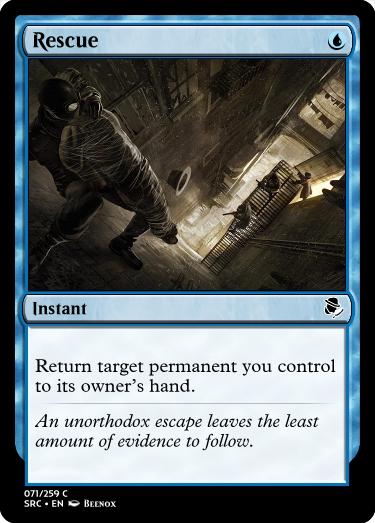 Rescue
Instant
Return target permanent you control
to its owner's hand.
An unorthodox escape leaves the least
amount of evidence to follow.
071/259 C
SRC • EN Beenox